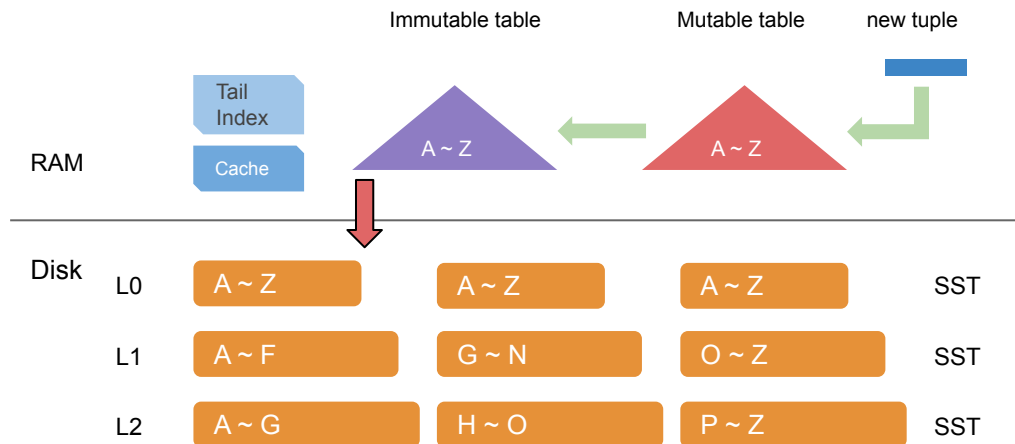 Immutable table
Mutable table
new tuple
Tail
Index
RAM
Cache
A ~ Z
A ~ Z
Disk
L0
A ~ Z
A ~ Z
A ~ Z
SST
L1
A ~ F
G ~ N
O ~ Z
SST
L2
A ~ G
H ~ O
P ~ Z
SST